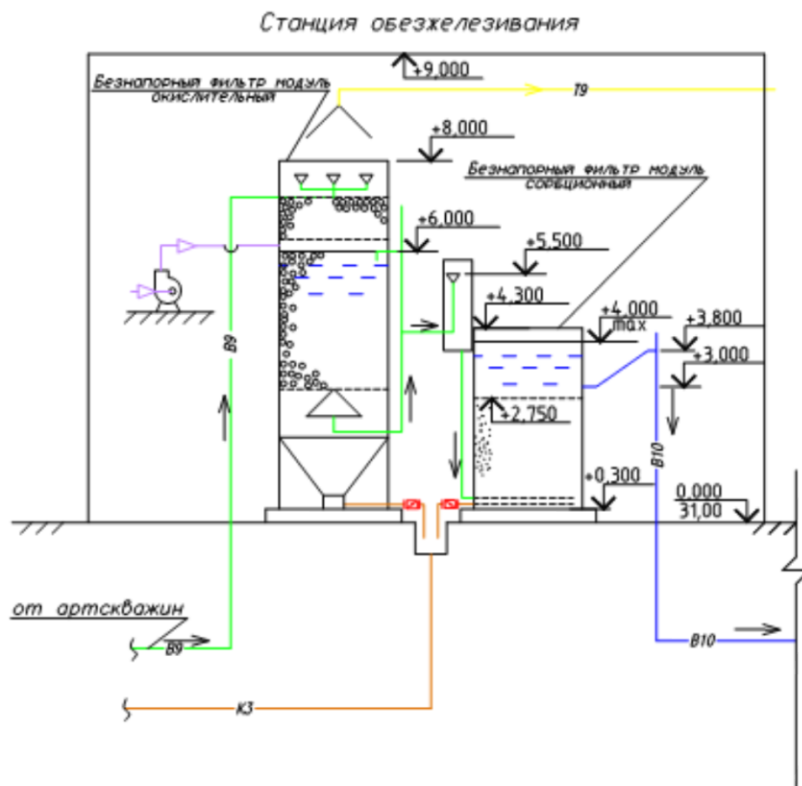 Станция обезжелезивания
+9,000
Безнапорный фильтр модуль
окислительный
Т9
+8,000
Безнапорный фильтр модуль
сорбционный
+6,000
+5,500
+4,300
+4,000
max
+3,800
+3,000
В9
+2,750
В10
+0,300
0,000
31,00
от артскважин
В9
В10
К3